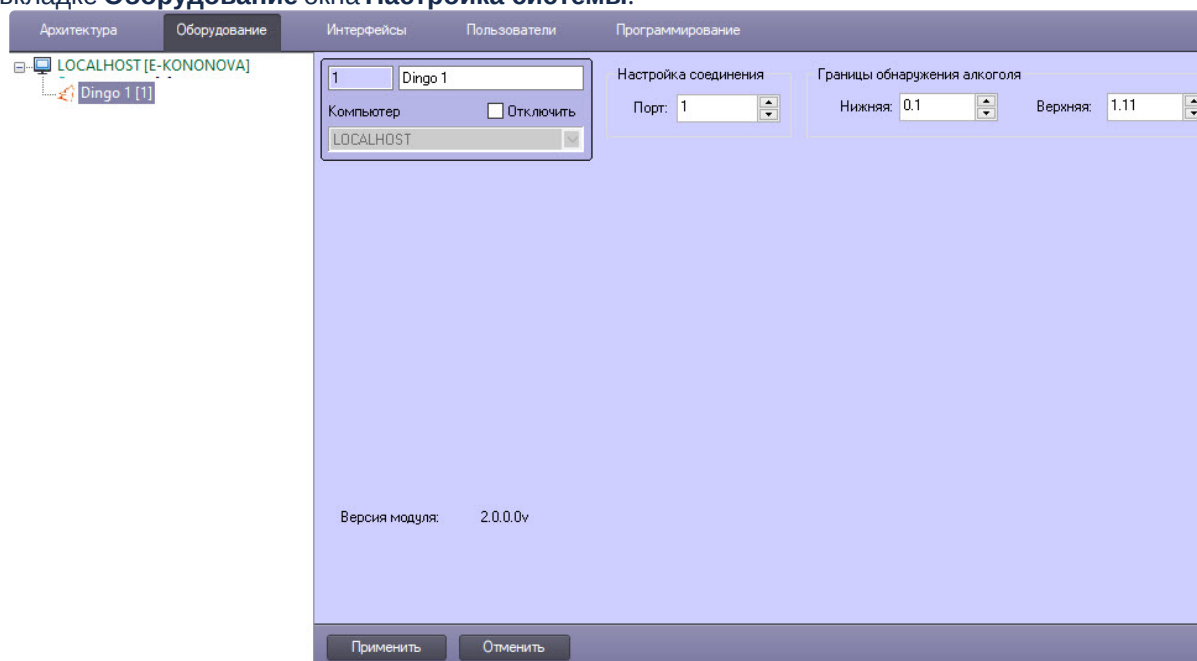 вкладке Оборудование окна Настройка системы.
Архитектура Оборудование Интерфейсы Пользователи Программирование
LOCALHOST [E-KONONOVA]
Dingo 1 [1]
1 Dingo 1
Компьютер Отключить
LOCALHOST
Настройка соединения
Порт: 1
Границы обнаружения алкоголя
Нижняя: 0.1 Верхняя: 1.11
Версия модуля: 2.0.0.0v
Применить Отменить